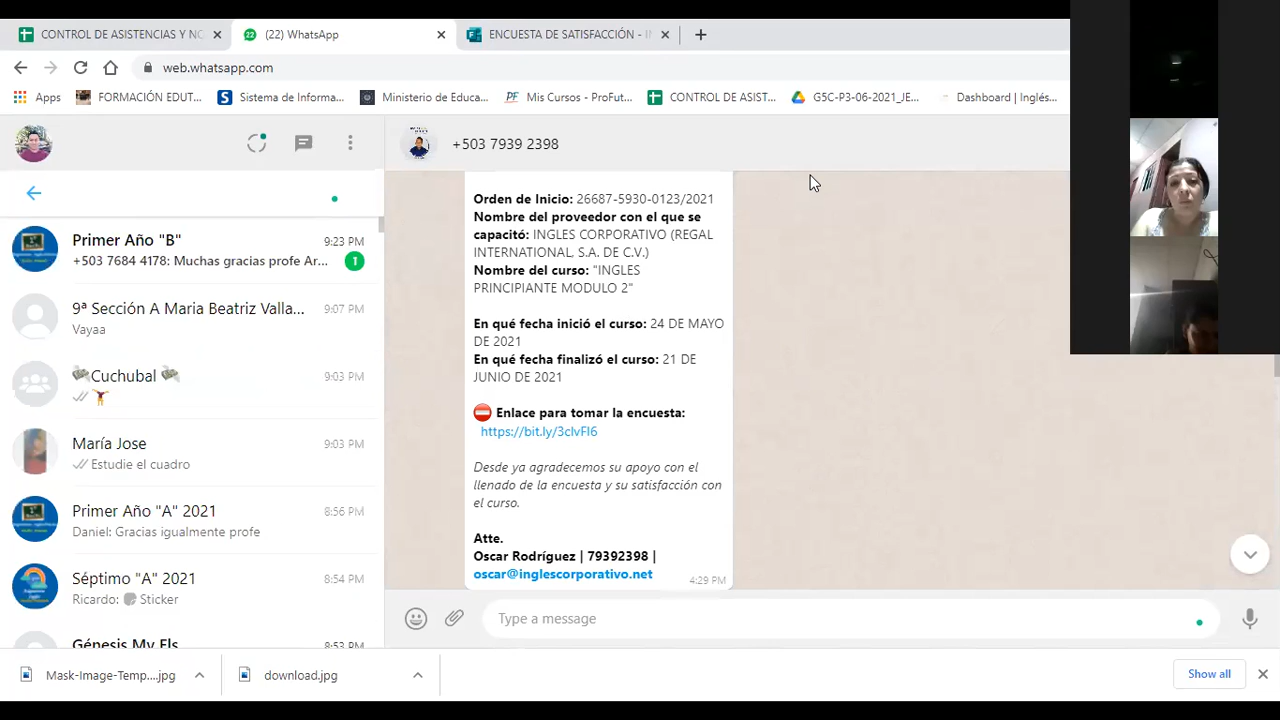 CONTROL DE ASISTENCIAS Y NO
(22) WhatsApp
ENCUESTA DE SATISFACCIÓN - I
web.whatsapp.com
Apps
FORMACIÓN EDUT...
Sistema de Informa...
Ministerio de Educa...
Mis Cursos - ProFut...
CONTROL DE ASIST...
G5C-P3-06-2021_JE...
Dashboard | Inglés...
+503 7939 2398
Primer Año "B"
9:23 PM
+503 7684 4178: Muchas gracias profe Ar...
1
9ª Sección A Maria Beatriz Valla...
9:07 PM
Vayaa
Cuchubal
9:03 PM
María Jose
9:03 PM
Estudie el cuadro
Primer Año "A" 2021
8:56 PM
Daniel: Gracias igualmente profe
Séptimo "A" 2021
8:54 PM
Ricardo: Sticker
Génesis My Els
8:53 PM
Orden de Inicio: 26687-5930-0123/2021
Nombre del proveedor con el que se
capacitó: INGLES CORPORATIVO (REGAL
INTERNATIONAL, S.A. DE C.V.)
Nombre del curso: "INGLES
PRINCIPIANTE MODULO 2"
En qué fecha inició el curso: 24 DE MAYO
DE 2021
En qué fecha finalizó el curso: 21 DE
JUNIO DE 2021
Enlace para tomar la encuesta:
Desde ya agradecemos su apoyo con el
llenado de la encuesta y su satisfacción con
el curso.
Atte.
Oscar Rodríguez | 79392398 |
oscar@inglescorporativo.net
4:29 PM
Type a message
Mask-Image-Temp....jpg
download.jpg
Show all